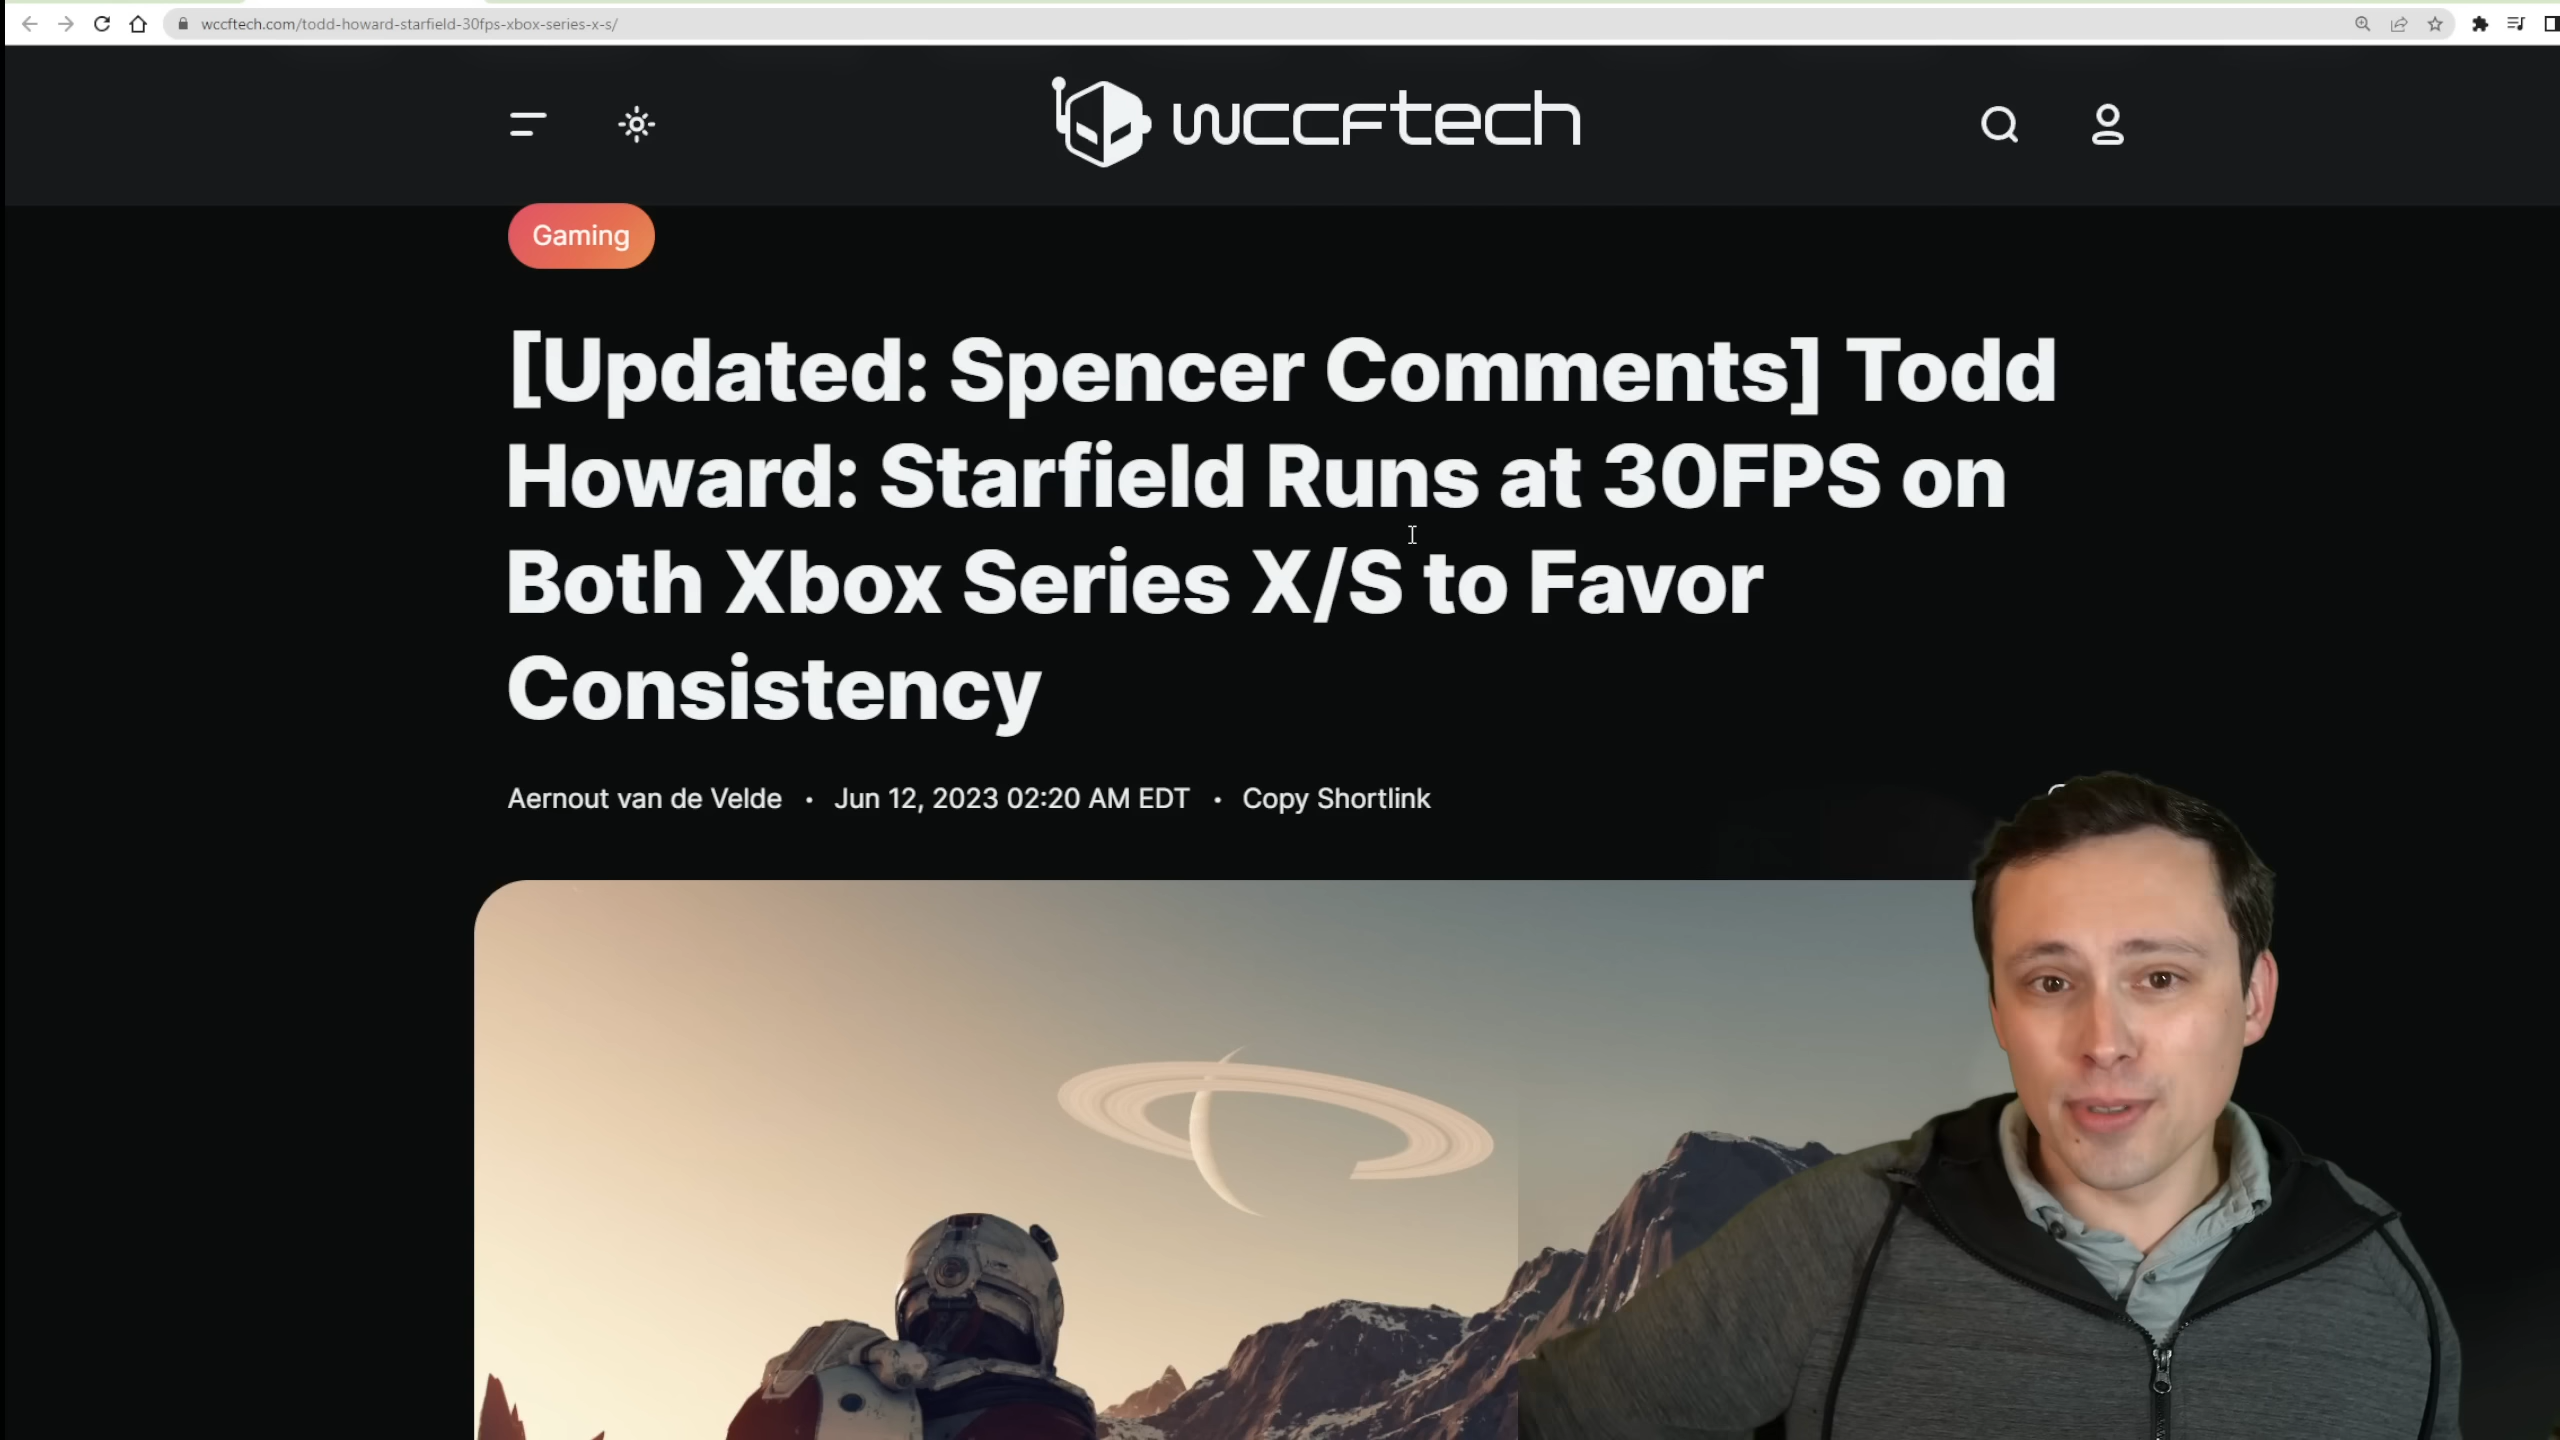 wccftech.com/todd-howard-starfield-30fps-xbox-series-x-s/
wccftech
Gaming
[Updated: Spencer Comments] Todd
Howard: Starfield Runs at 30FPS on
Both Xbox Series X/S to Favor
Consistency
Aernout van de Velde • Jun 12, 2023 02:20 AM EDT • Copy Shortlink